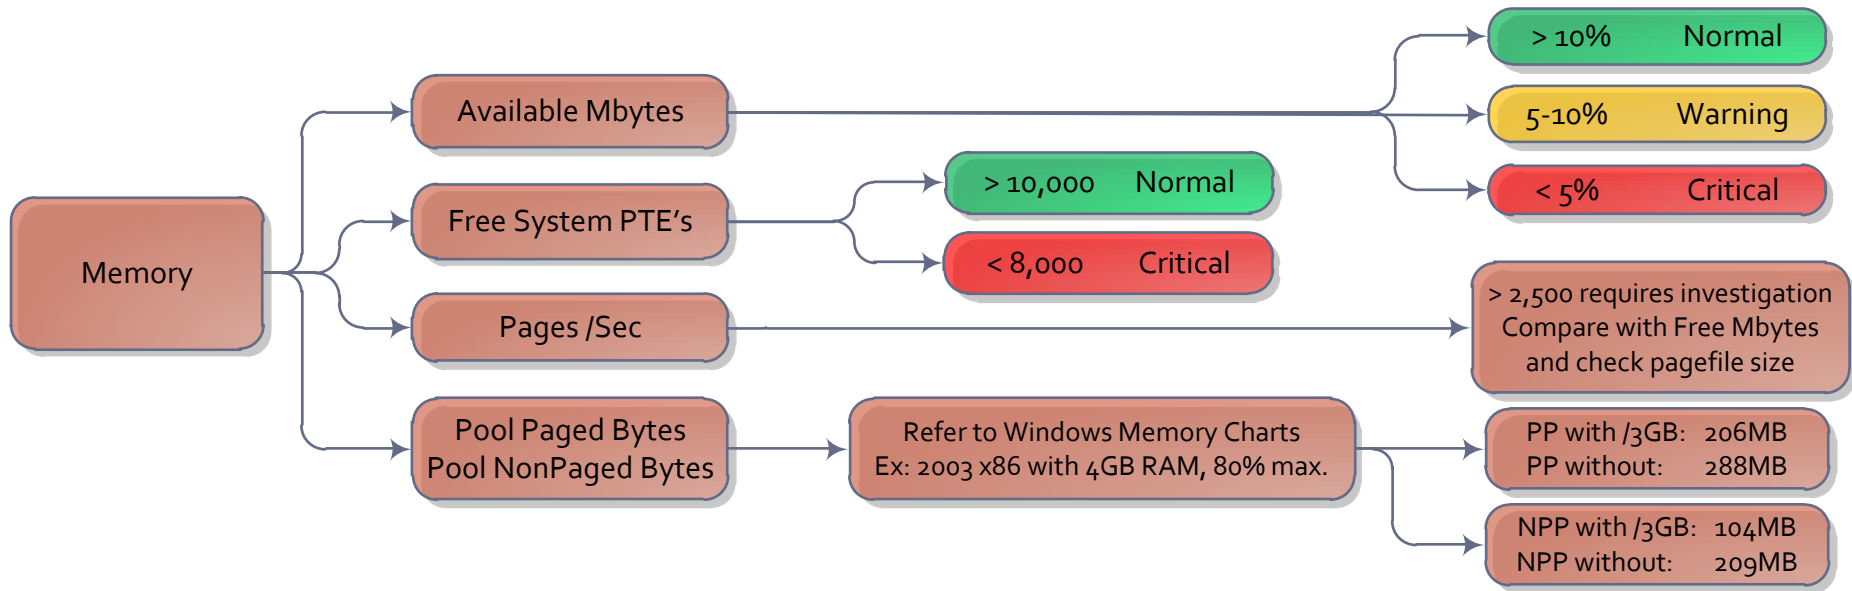 Memory
Available Mbytes
> 10% Normal
5-10% Warning
< 5% Critical
Free System PTE’s
> 10,000 Normal
< 8,000 Critical
Pages /Sec
> 2,500 requires investigation
Compare with Free Mbytes
and check pagefile size
Pool Paged Bytes
Pool NonPaged Bytes
Refer to Windows Memory Charts
Ex: 2003 x86 with 4GB RAM, 80% max.
PP with /3GB: 206MB
PP without: 288MB
NPP with /3GB: 104MB
NPP without: 209MB